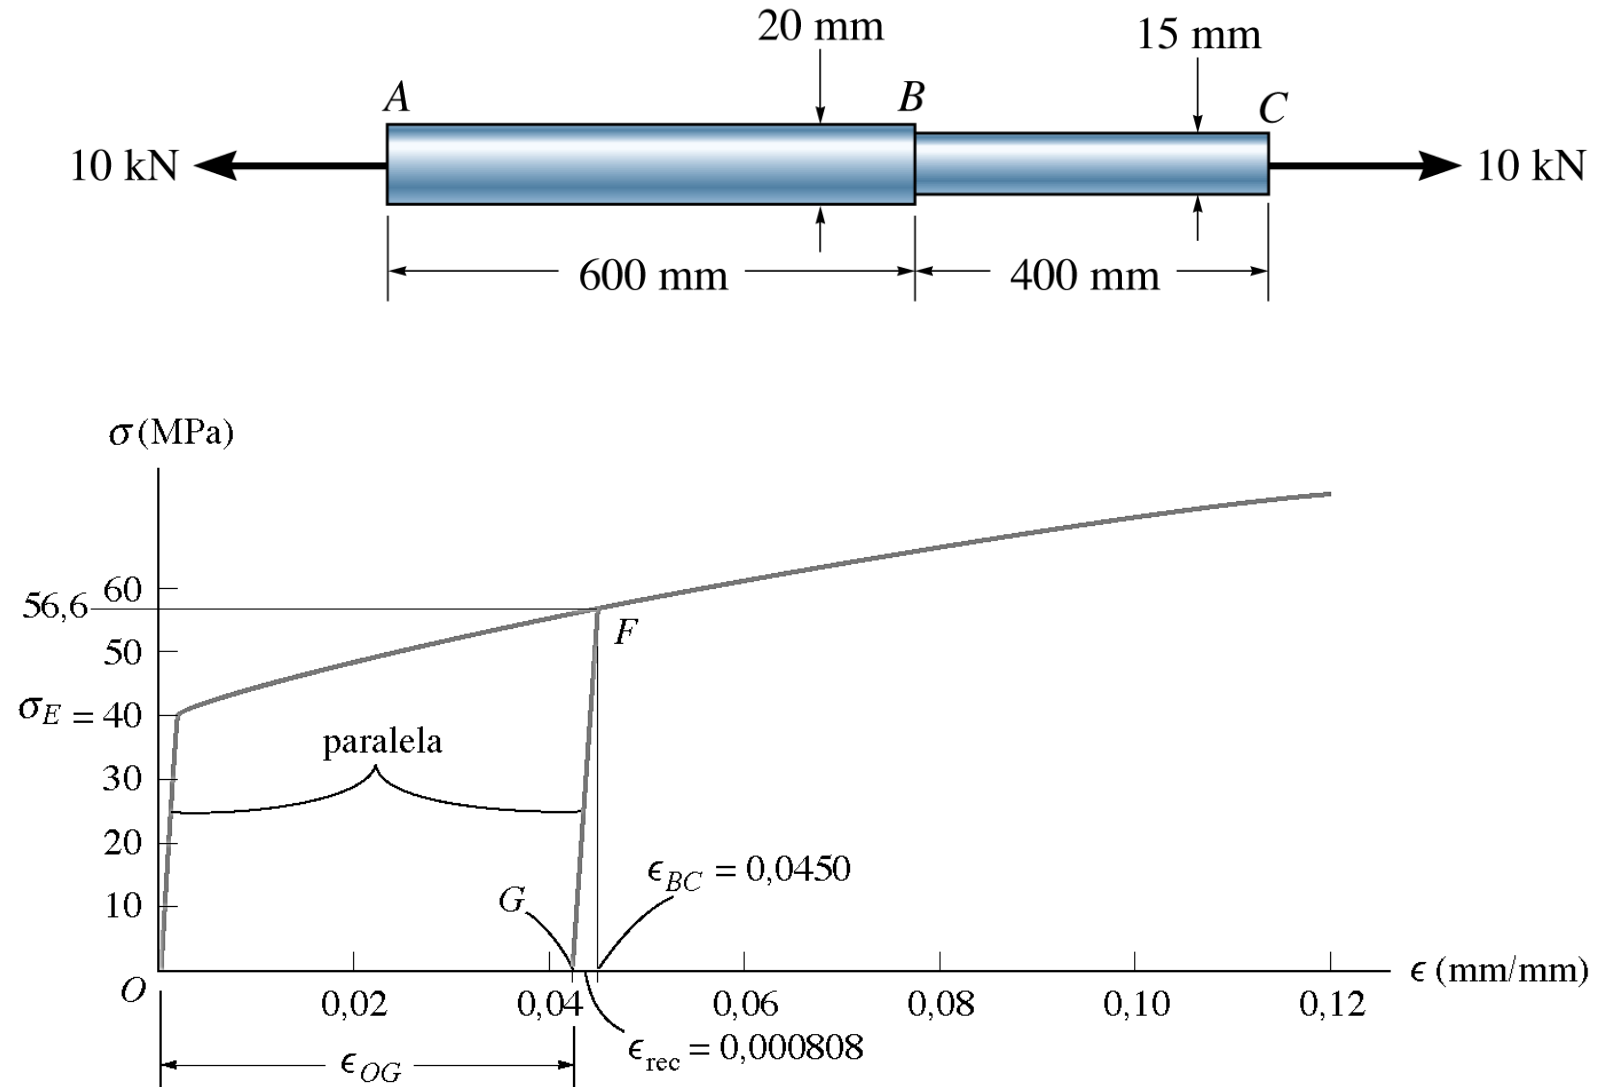 20 mm
15 mm
A
B
C
10 kN
10 kN
600 mm
400 mm
σ (MPa)
60
56,6
F
50
σE = 40
paralela
30
20
ϵBC = 0,0450
G
10
O
ϵ (mm/mm)
0,02
0,04
0,06
0,08
0,10
0,12
ϵrec = 0,000808
ϵOG